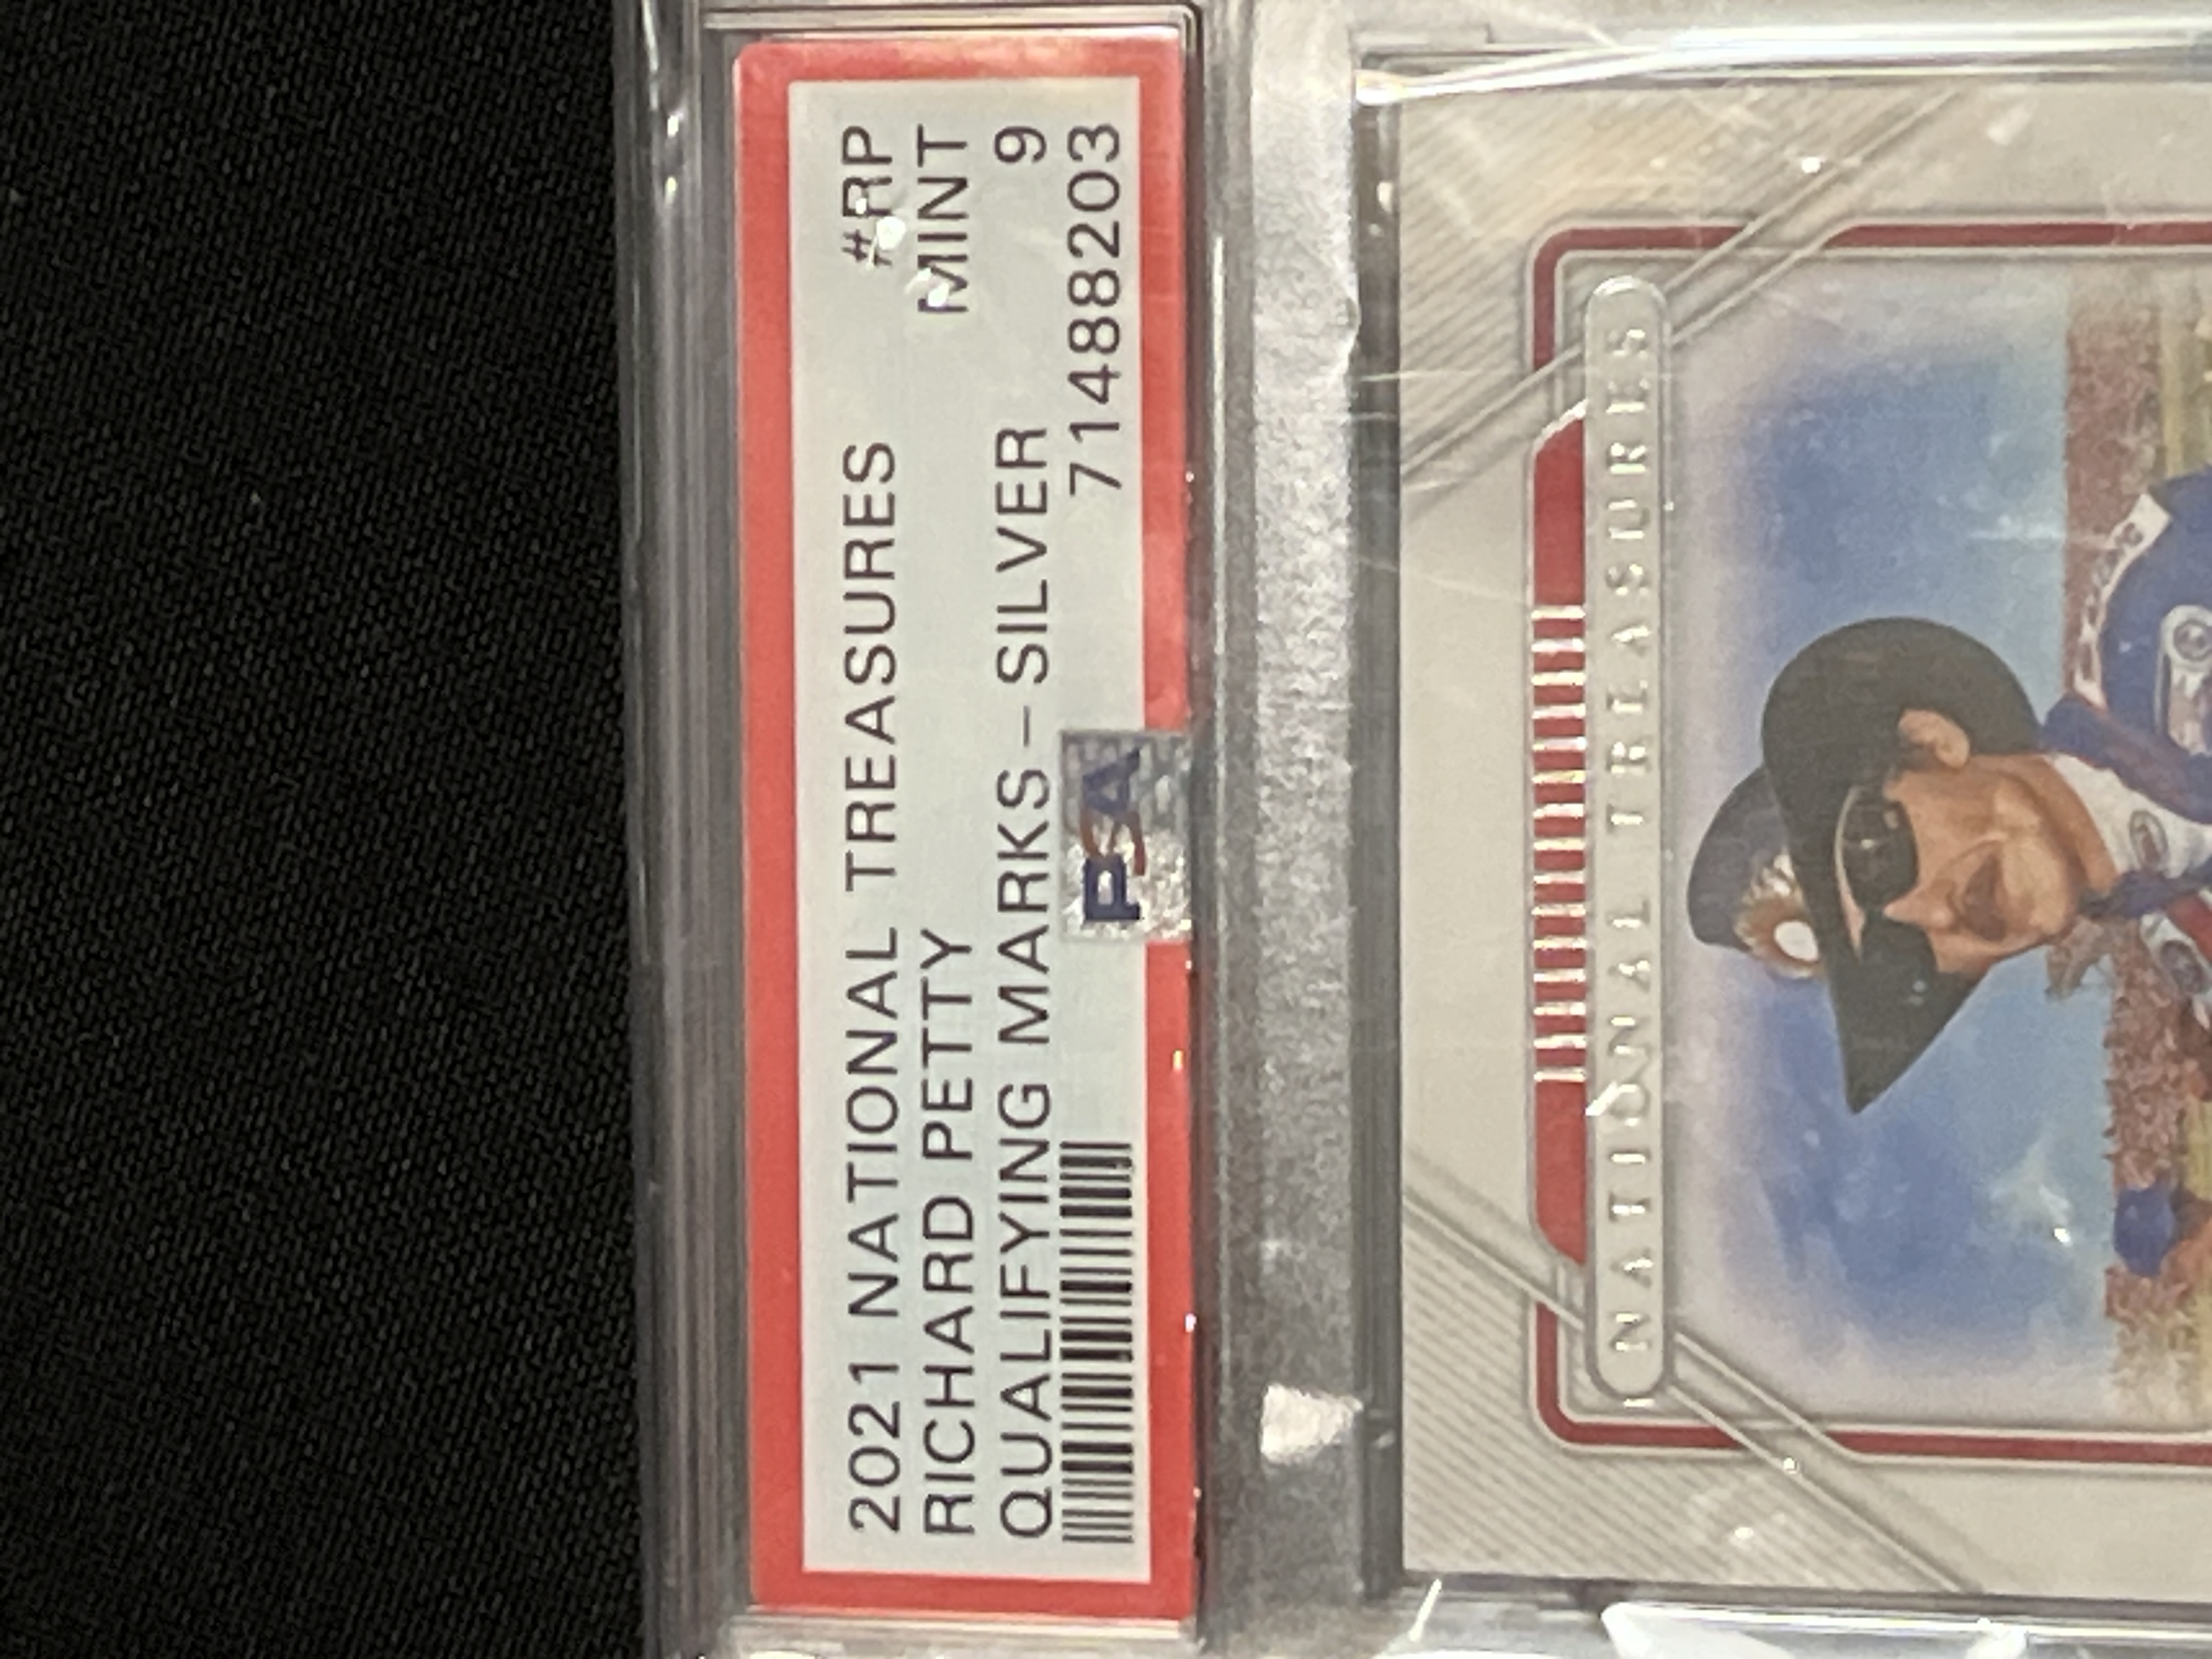 2021 NATIONAL TREASURES #RP
RICHARD PETTY MINT
QUALIFYING MARKS-SILVER 9
71488203
PSA
NATIONAL TREASURES